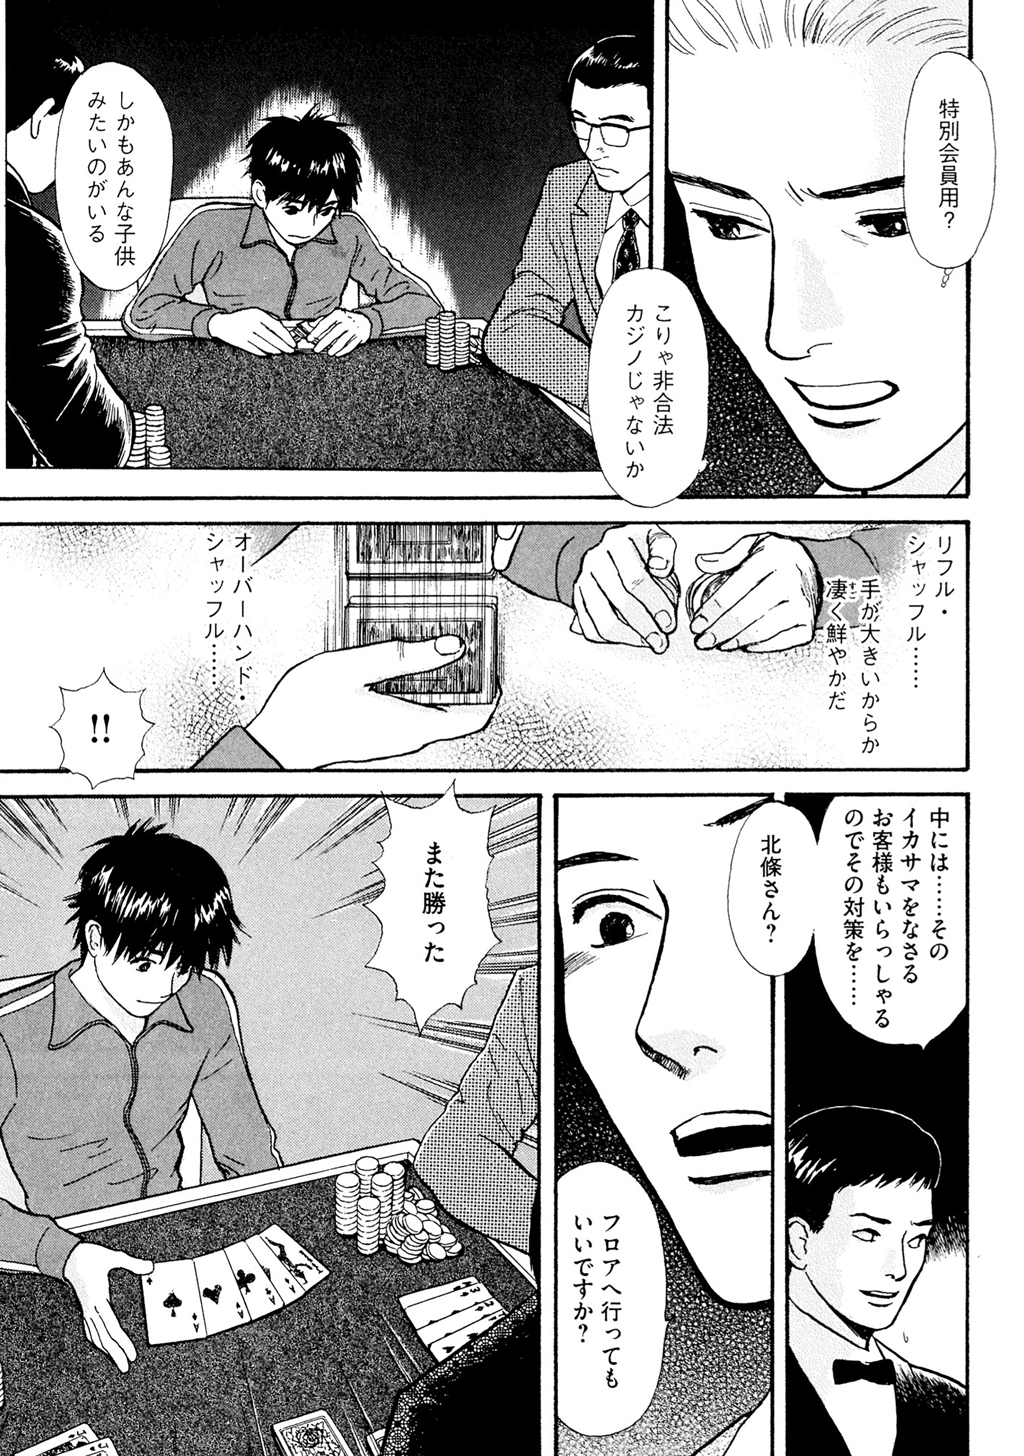 特別会員用？
こりゃ非合法
カジノじゃないか
しかもあんな子供
みたいのがいる
リフル・
シャッフル……
手が大きいからか
凄く鮮やかだ
すご
オーバーハンド・
シャッフル……
!!
中には……その
イカサマをなさる
お客様もいらっしゃる
のでその対策を……
北條さん？
フロアへ行っても
いいですか？
また勝った